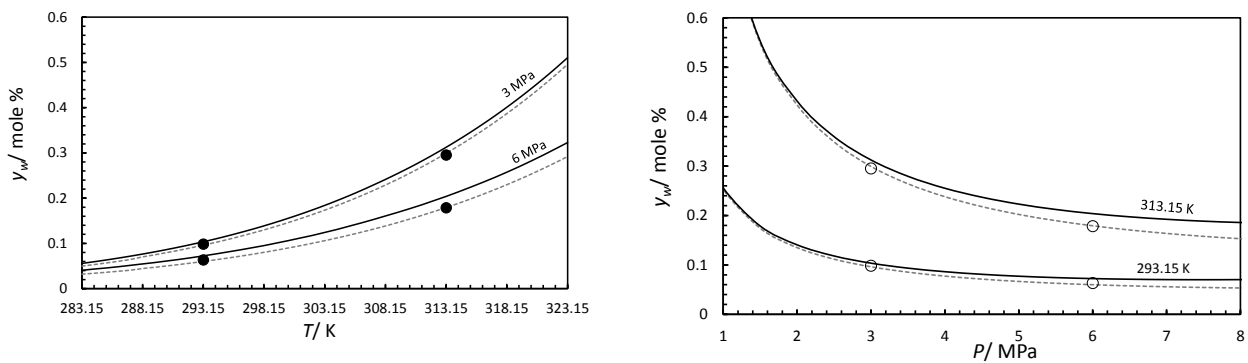 0.6
0.5
0.4
0.3
0.2
0.1
0
y_w/ mole %
3 MPa
6 MPa
283.15 288.15 293.15 298.15 303.15 308.15 313.15 318.15 323.15
T/ K
0.6
0.5
0.4
0.3
0.2
0.1
0
y_w/ mole %
313.15 K
293.15 K
1 2 3 4 5 6 7 8
P/ MPa